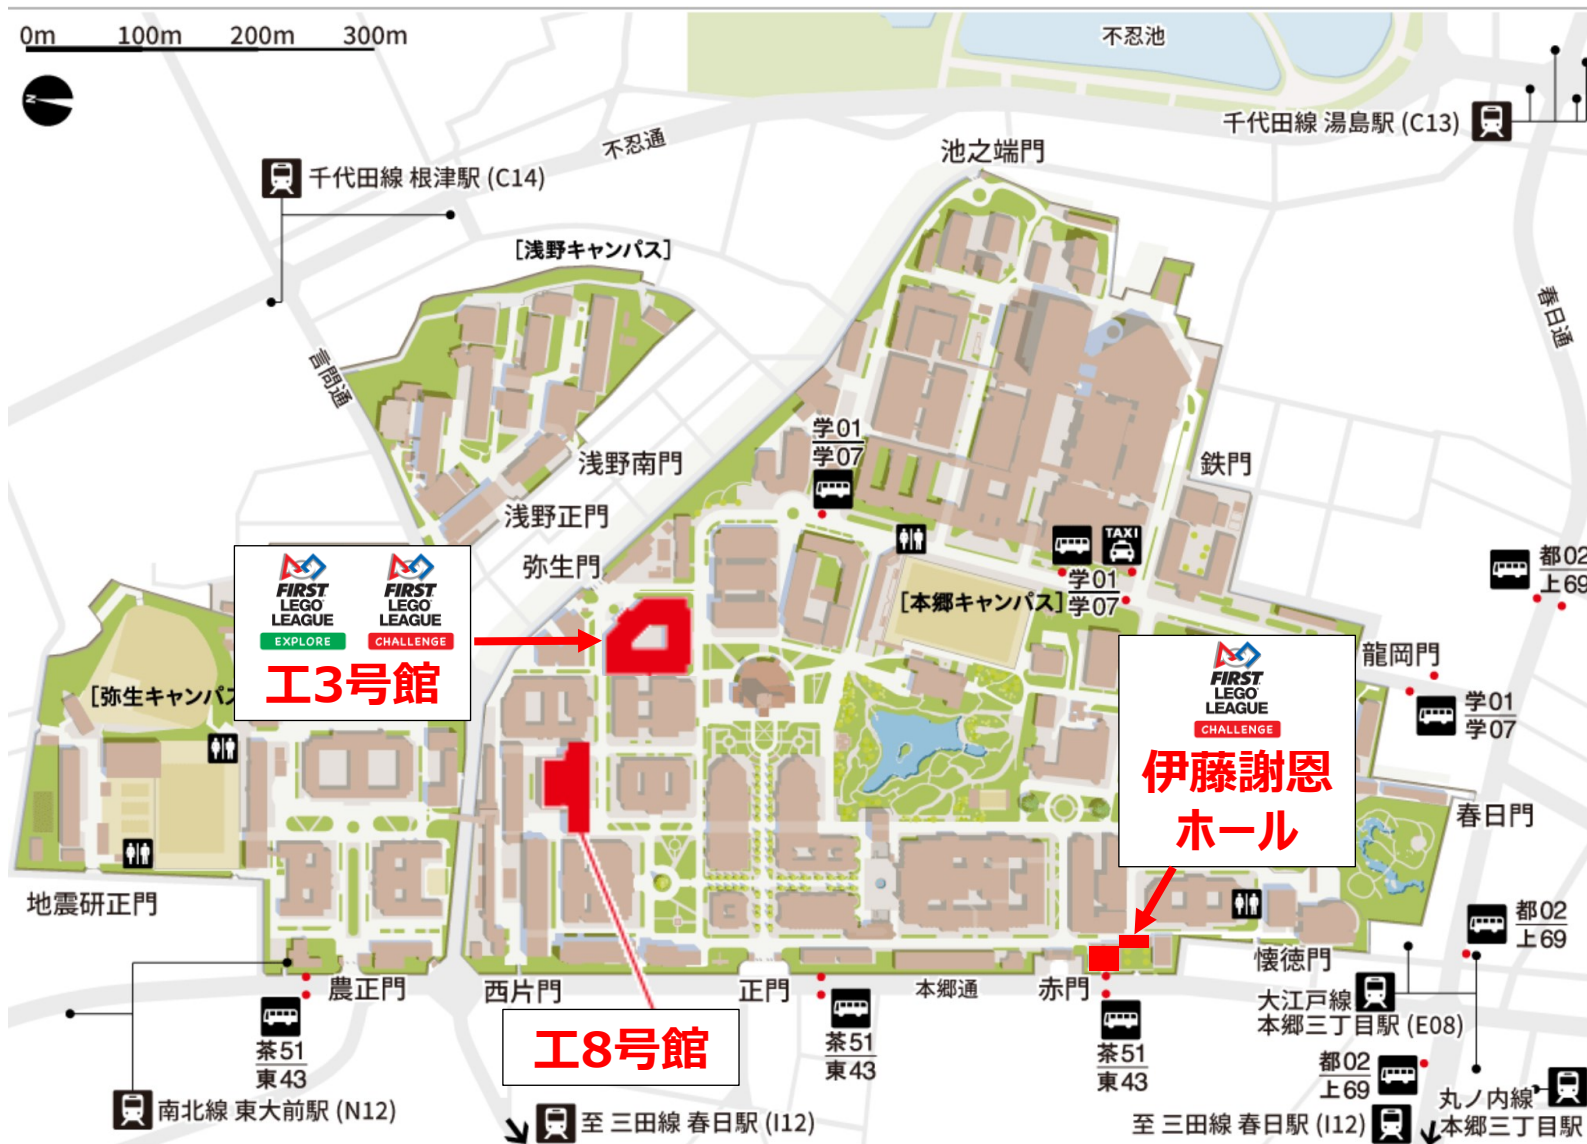 0m 100m 200m 300m
N
不忍池
千代田線 湯島駅 (C13)
不忍通
池之端門
千代田線 根津駅 (C14)
[浅野キャンパス]
春日通
言問通
学01
学07
浅野南門
鉄門
浅野正門
TAXI
弥生門
学01
学07
都02
上69
[本郷キャンパス]
FIRST
LEGO
LEAGUE
EXPLORE
FIRST
LEGO
LEAGUE
CHALLENGE
工3号館
[弥生キャンパス
龍岡門
学01
学07
FIRST
LEGO
LEAGUE
CHALLENGE
伊藤謝恩
ホール
春日門
地震研正門
都02
上69
懐徳門
農正門
西片門
正門
本郷通
赤門
大江戸線
本郷三丁目駅 (E08)
茶51
東43
工8号館
茶51
東43
茶51
東43
都02
上69
南北線 東大前駅 (N12)
至 三田線 春日駅 (I12)
至 三田線 春日駅 (I12)
丸ノ内線
本郷三丁目駅